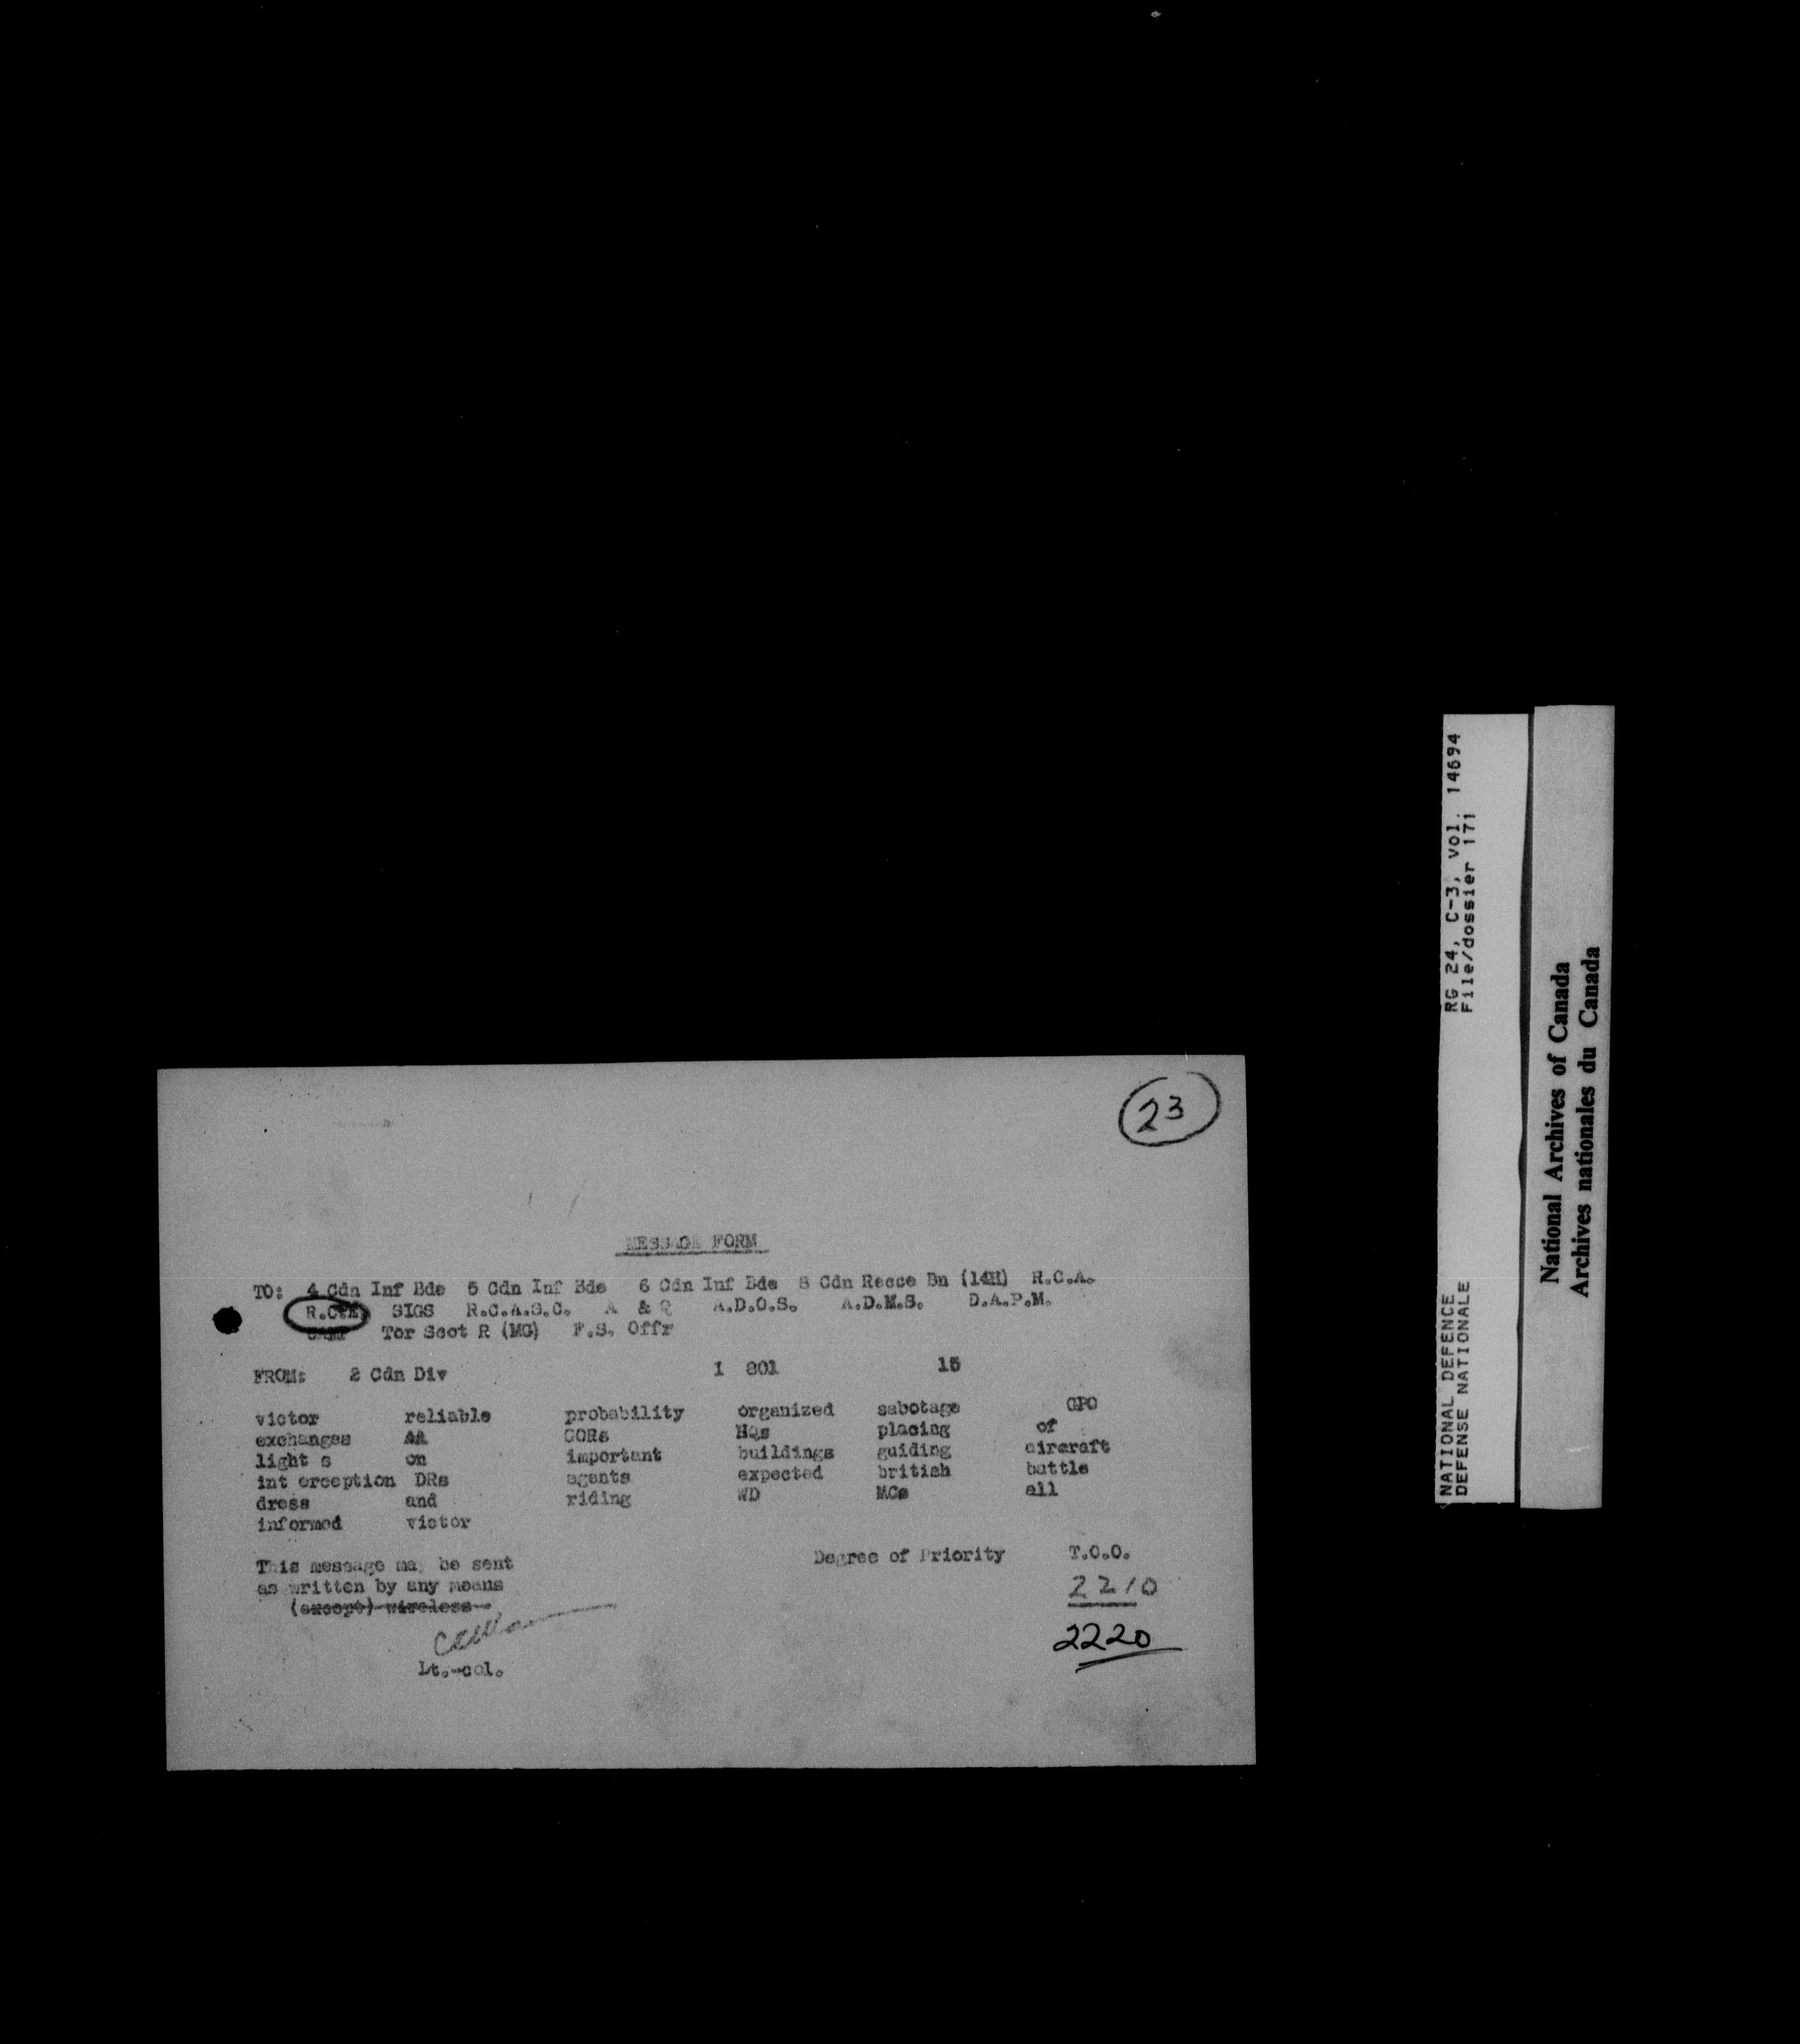 23
MESSAGE FORM
TO: 4 Cdn Inf Bde 5 Cdn Inf Bde 6 Cdn Inf Bde 8 Cdn Recce Bn (14H) R.C.A.
R.C.E. SIGS R.C.A.S.C. A & Q A.D.O.S. A.D.M.S. D.A.P.M.
CAMP Tor Scot R (MG) F.S. Offr
FROM: 2 Cdn Div I 801 15
victor reliable probability organized sabotage GPO
exchanges AA GORs HQs placing of
light s on important buildings guiding aircraft
int erception DRs agents expected british battle
dress and riding WD MCs all
informed victor
This message may be sent
as written by any means
(except) wireless
Degree of Priority T.O.O.
2210
2220
Lt.-col.
RG 24, C-3, vol. 14694
File/dossier 171
NATIONAL DEFENCE
DEFENSE NATIONALE
National Archives of Canada
Archives nationales du Canada